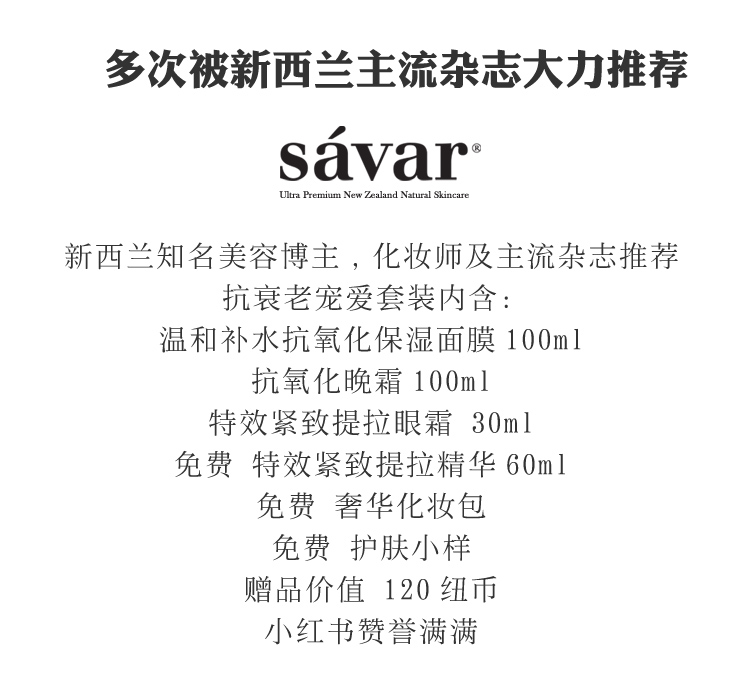 多次被新西兰主流杂志大力推荐
sávar®
Ultra Premium New Zealand Natural Skincare
新西兰知名美容博主，化妆师及主流杂志推荐
抗衰老宠爱套装内含：
温和补水抗氧化保湿面膜 100ml
抗氧化晚霜 100ml
特效紧致提拉眼霜 30ml
免费 特效紧致提拉精华 60ml
免费 奢华化妆包
免费 护肤小样
赠品价值 120 纽币
小红书赞誉满满